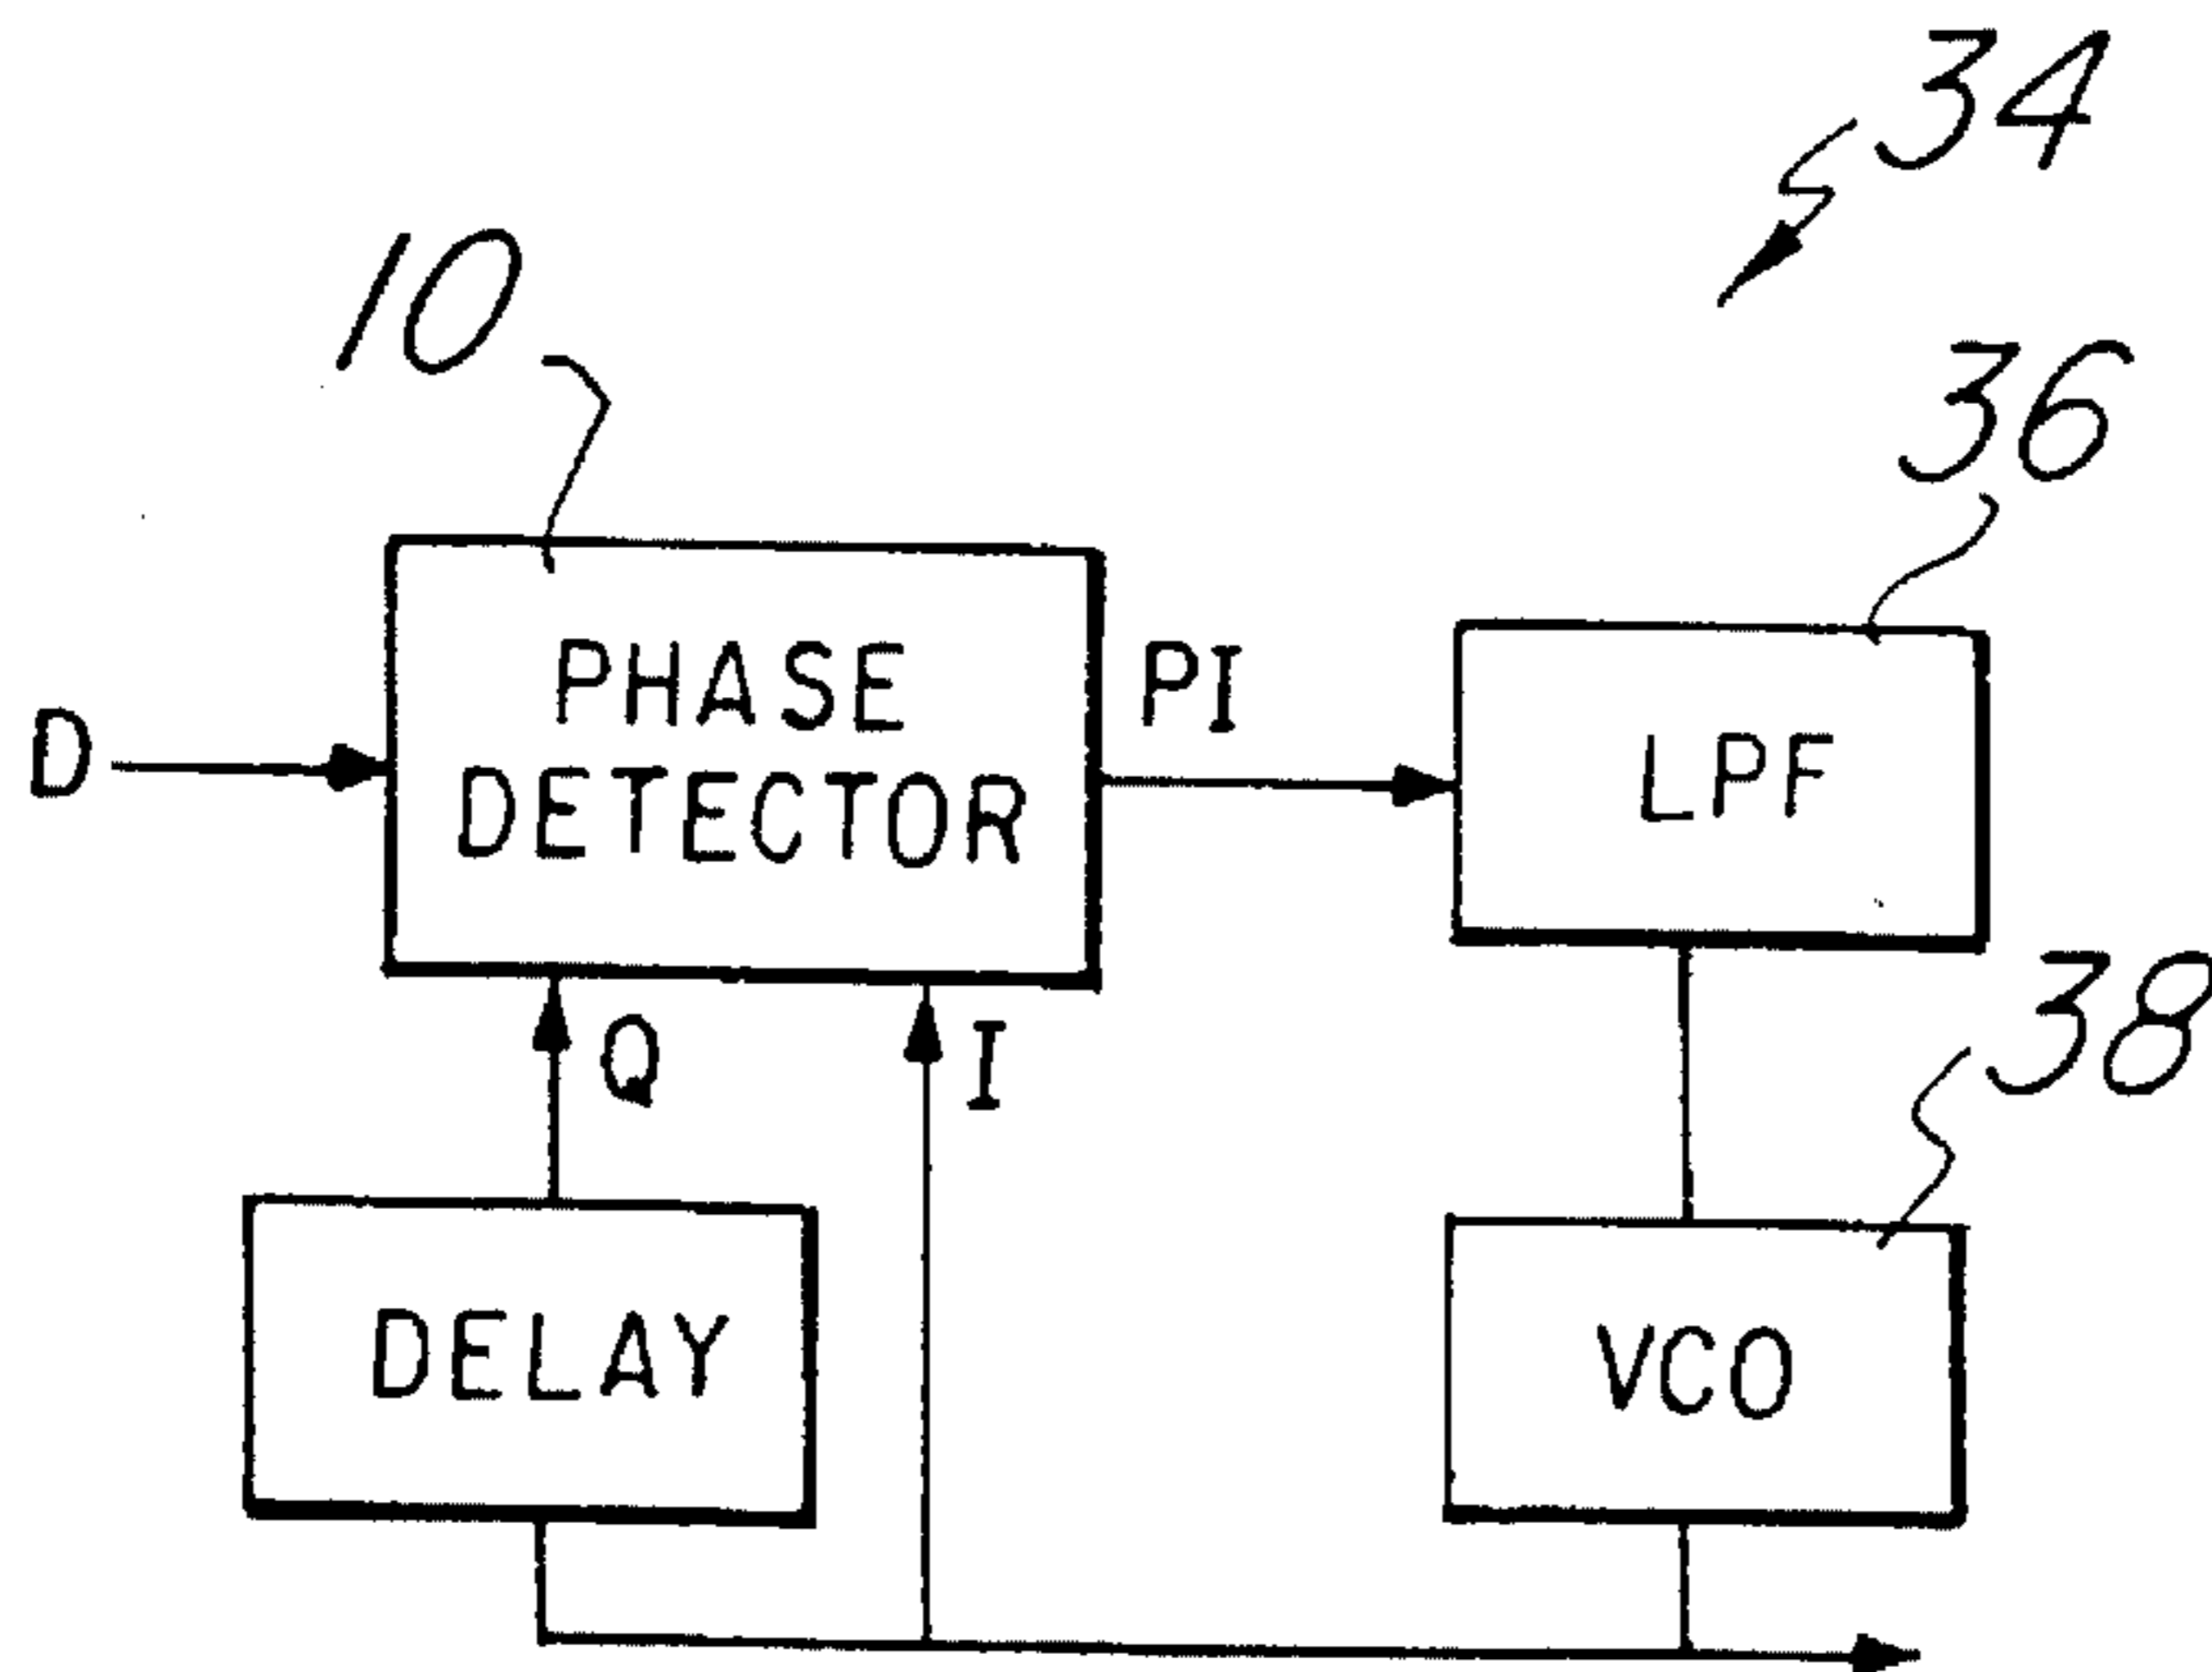 34
10
36
PHASE
DETECTOR
PI
D
LPF
38
Q
I
DELAY
VCO